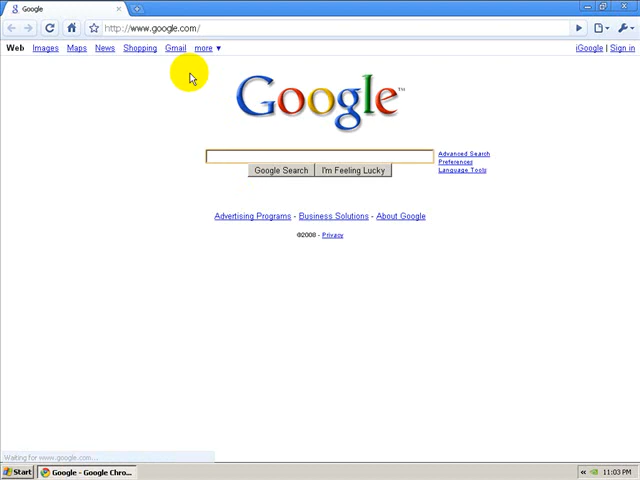 Google
http://www.google.com/
Web Images Maps News Shopping Gmail more ▼ iGoogle | Sign in
Google™
Advanced Search
Preferences
Language Tools
Google Search I'm Feeling Lucky
Advertising Programs - Business Solutions - About Google
©2008 - Privacy
Waiting for www.google.com...
Start Google - Google Chro... 11:03 PM